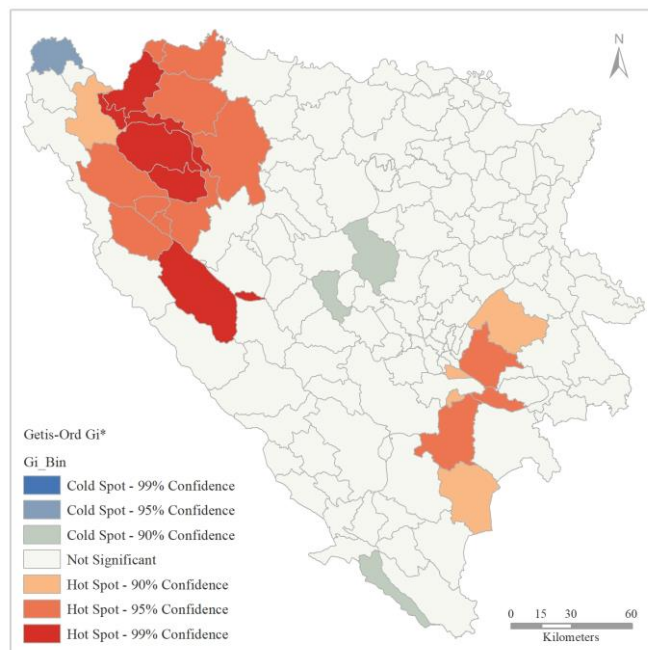 N
Getis-Ord Gi*
Gi_Bin
Cold Spot - 99% Confidence
Cold Spot - 95% Confidence
Cold Spot - 90% Confidence
Not Significant
Hot Spot - 90% Confidence
Hot Spot - 95% Confidence
Hot Spot - 99% Confidence
0 15 30 60
Kilometers